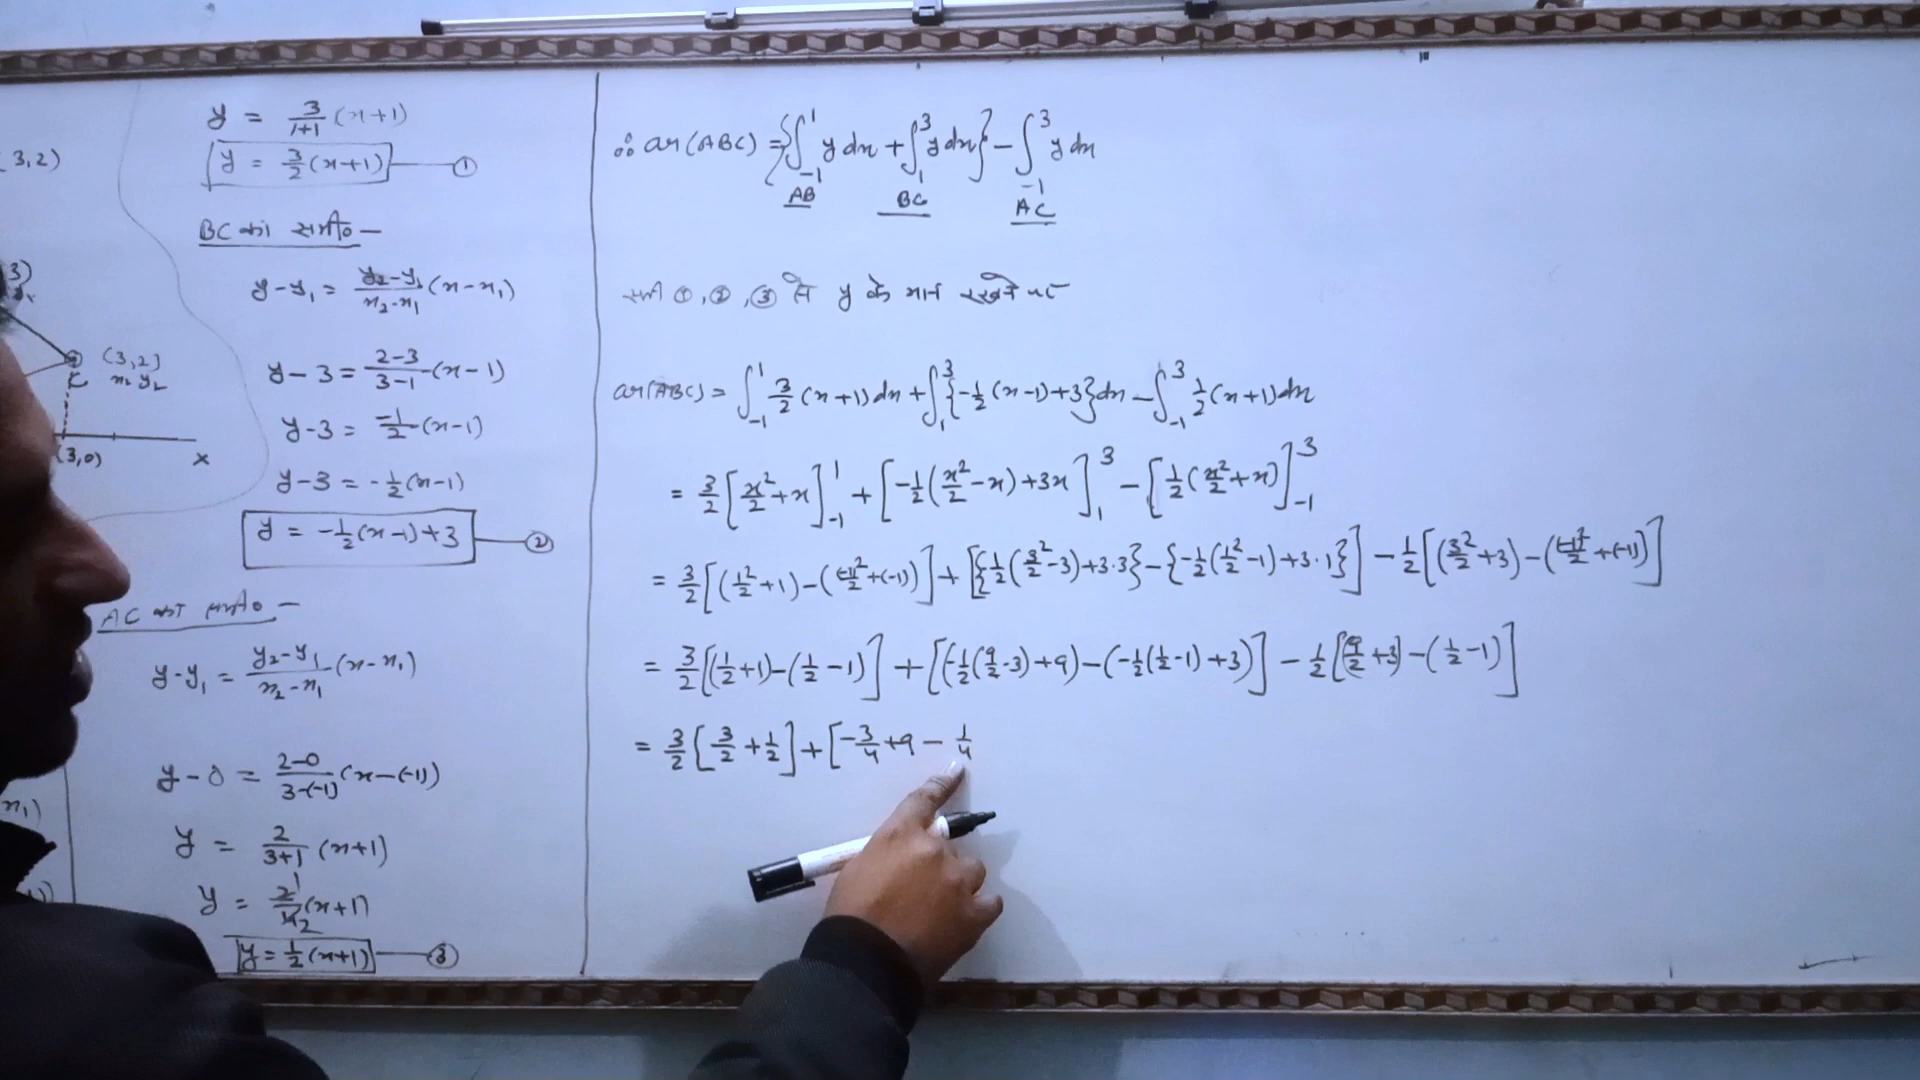 3,2)
3)
(3,2)
x₂ y₂
(3,0)
X
x₁)
y = 3/(1+1) (x+1)
y = 3/2 (x+1) — ①
BC का समी० —
y-y₁ = (y₂-y₁)/(x₂-x₁) (x-x₁)
y-3 = (2-3)/(3-1) (x-1)
y-3 = -1/2 (x-1)
y-3 = -1/2 (x-1)
y = -1/2 (x-1)+3 — ②
AC का समी० —
y-y₁ = (y₂-y₁)/(x₂-x₁) (x-x₁)
y-0 = (2-0)/(3-(-1)) (x-(-1))
y = 2/(3+1) (x+1)
y = 2/4 (x+1)
y = 1/2 (x+1) — ③
∴ ar(ABC) = {∫₋₁¹ y dx + ∫₁³ y dx} - ∫₋₁³ y dx
AB BC AC
समी ①, ②, ③ से y के मान रखने पर
ar(ABC) = ∫₋₁¹ 3/2 (x+1) dx + ∫₁³ {-1/2 (x-1)+3} dx - ∫₋₁³ 1/2 (x+1) dx
= 3/2 [x²/2 + x]₋₁¹ + [-1/2 (x²/2 - x) + 3x]₁³ - [1/2 (x²/2 + x)]₋₁³
= 3/2 [(1²/2 + 1) - ((-1)²/2 + (-1))] + [{-1/2 (3²/2 - 3) + 3·3} - {-1/2 (1²/2 - 1) + 3·1}] - 1/2 [(3²/2 + 3) - ((-1)²/2 + (-1))]
= 3/2 [(1/2 + 1) - (1/2 - 1)] + [(-1/2 (9/2 - 3) + 9) - (-1/2 (1/2 - 1) + 3)] - 1/2 [(9/2 + 3) - (1/2 - 1)]
= 3/2 [3/2 + 1/2] + [-3/4 + 9 - 1/4